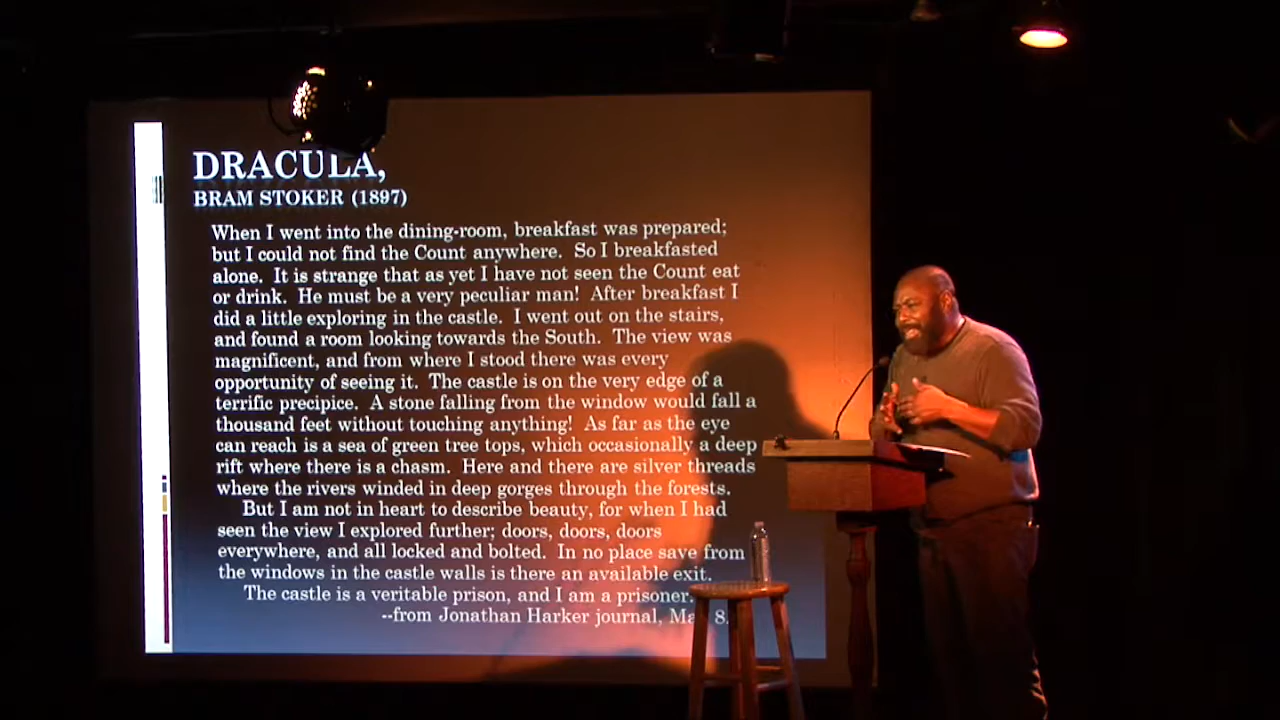 DRACULA,
BRAM STOKER (1897)
When I went into the dining-room, breakfast was prepared;
but I could not find the Count anywhere. So I breakfasted
alone. It is strange that as yet I have not seen the Count eat
or drink. He must be a very peculiar man! After breakfast I
did a little exploring in the castle. I went out on the stairs,
and found a room looking towards the South. The view was
magnificent, and from where I stood there was every
opportunity of seeing it. The castle is on the very edge of a
terrific precipice. A stone falling from the window would fall a
thousand feet without touching anything! As far as the eye
can reach is a sea of green tree tops, which occasionally a deep
rift where there is a chasm. Here and there are silver threads
where the rivers winded in deep gorges through the forests.
But I am not in heart to describe beauty, for when I had
seen the view I explored further; doors, doors, doors
everywhere, and all locked and bolted. In no place save from
the windows in the castle walls is there an available exit.
The castle is a veritable prison, and I am a prisoner.
--from Jonathan Harker journal, 8.